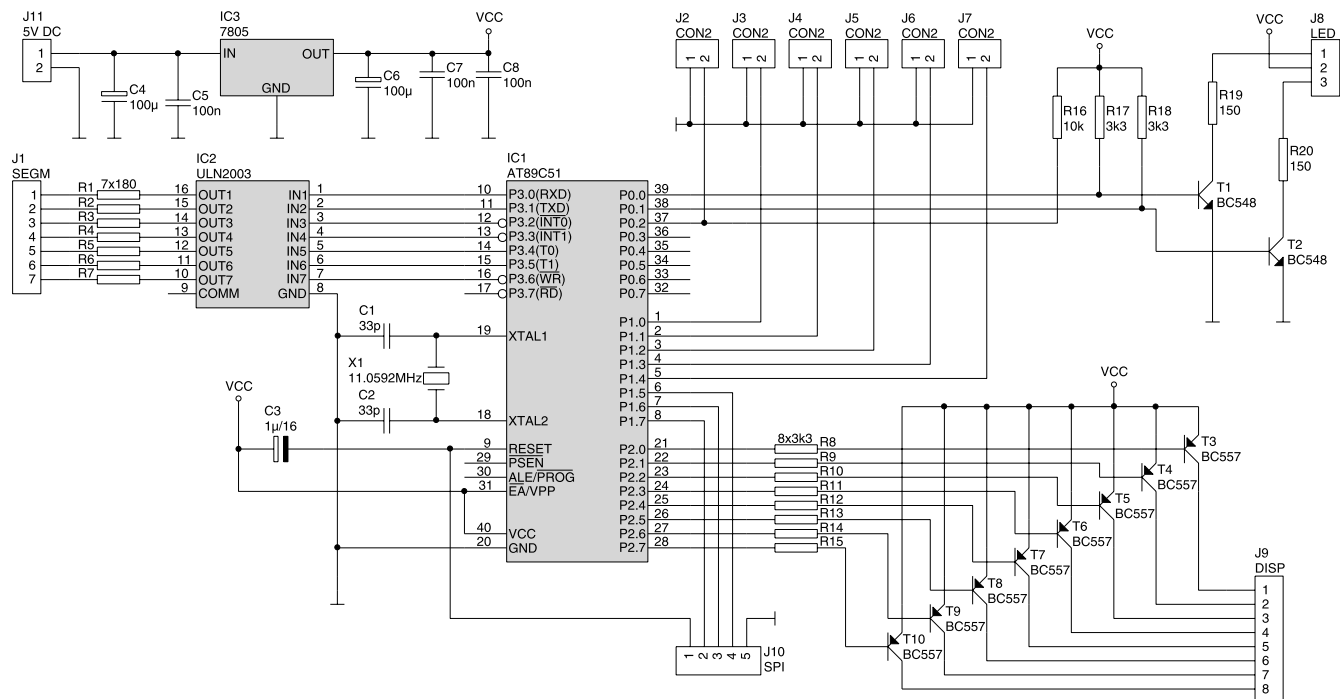 J11
5V DC
1
2
IC3
7805
IN
OUT
GND
VCC
C4
100µ
C5
100n
C6
100µ
C7
100n
C8
100n
J2
CON2
1 2
J3
CON2
1 2
J4
CON2
1 2
J5
CON2
1 2
J6
CON2
1 2
J7
CON2
1 2
VCC
R16
10k
R17
3k3
R18
3k3
VCC
J8
LED
1
2
3
R19
150
R20
150
T1
BC548
T2
BC548
J1
SEGM
1
2
3
4
5
6
7
7x180
R1
R2
R3
R4
R5
R6
R7
IC2
ULN2003
16 OUT1 IN1 1
15 OUT2 IN2 2
14 OUT3 IN3 3
13 OUT4 IN4 4
12 OUT5 IN5 5
11 OUT6 IN6 6
10 OUT7 IN7 7
9 COMM GND 8
IC1
AT89C51
10 P3.0(RXD) P0.0 39
11 P3.1(TXD) P0.1 38
12 P3.2(INT0) P0.2 37
13 P3.3(INT1) P0.3 36
14 P3.4(T0) P0.4 35
15 P3.5(T1) P0.5 34
16 P3.6(WR) P0.6 33
17 P3.7(RD) P0.7 32
19 XTAL1
18 XTAL2
9 RESET
29 PSEN
30 ALE/PROG
31 EA/VPP
40 VCC
20 GND
P1.0 1
P1.1 2
P1.2 3
P1.3 4
P1.4 5
P1.5 6
P1.6 7
P1.7 8
P2.0 21
P2.1 22
P2.2 23
P2.3 24
P2.4 25
P2.5 26
P2.6 27
P2.7 28
C1
33p
X1
11.0592MHz
C2
33p
VCC
C3
1µ/16
8x3k3
R8
R9
R10
R11
R12
R13
R14
R15
VCC
T3
BC557
T4
BC557
T5
BC557
T6
BC557
T7
BC557
T8
BC557
T9
BC557
T10
BC557
J9
DISP
1
2
3
4
5
6
7
8
1 2 3 4 5
J10
SPI